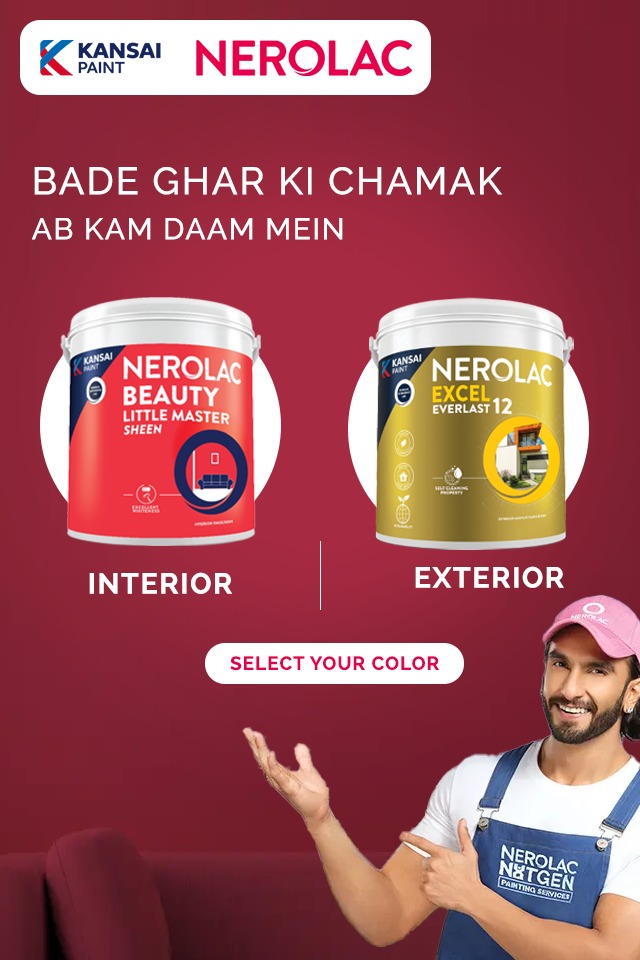 KANSAI
PAINT
NEROLAC
BADE GHAR KI CHAMAK
AB KAM DAAM MEIN
KANSAI
PAINT
NEROLAC
BEAUTY
LITTLE MASTER
SHEEN
EXCELLENT
WHITENESS
KANSAI
PAINT
NEROLAC
EXCEL
EVERLAST 12
SELF CLEANING
PROPERTY
INTERIOR
EXTERIOR
SELECT YOUR COLOR
NEROLAC
NEROLAC
NXTGEN
PAINTING SERVICES